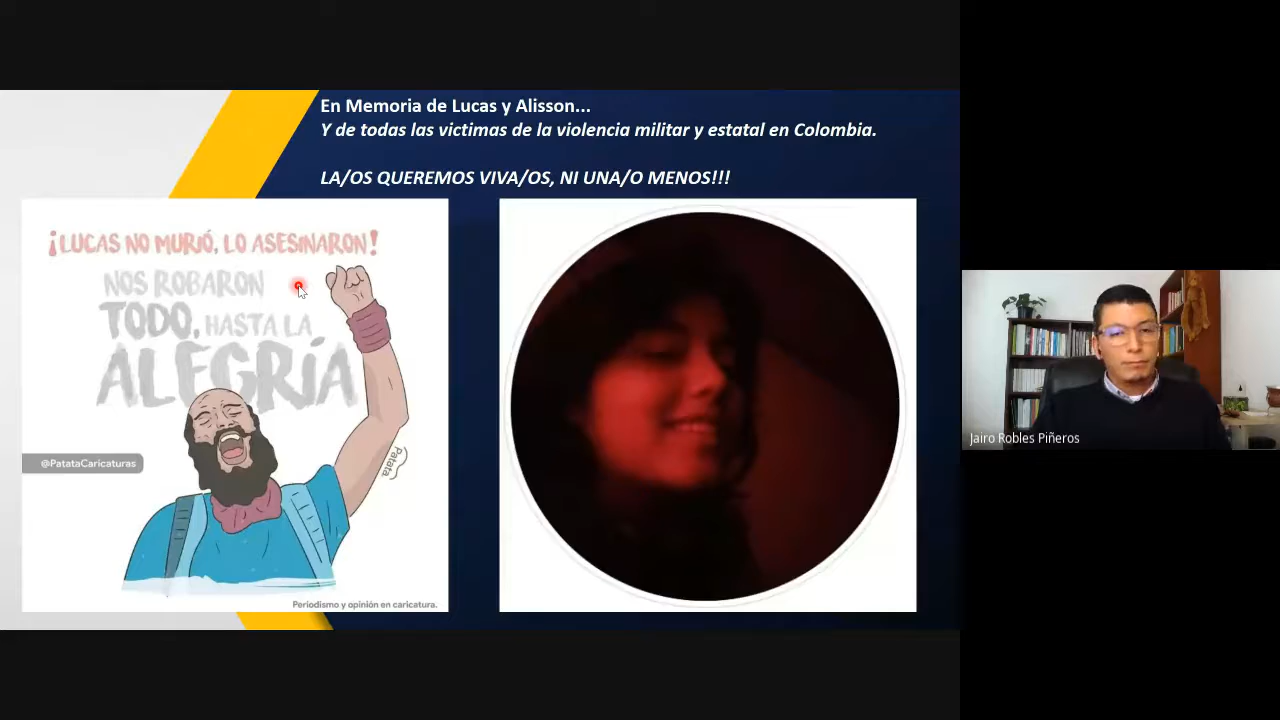 En Memoria de Lucas y Alisson...
Y de todas las victimas de la violencia militar y estatal en Colombia.
LA/OS QUEREMOS VIVA/OS, NI UNA/O MENOS!!!
¡LUCAS NO MURIÓ, LO ASESINARON!
NOS ROBARON
TODO, HASTA LA
ALEGRÍA
@PatataCaricaturas
Patata
Periodismo y opinión en caricatura.
Jairo Robles Piñeros